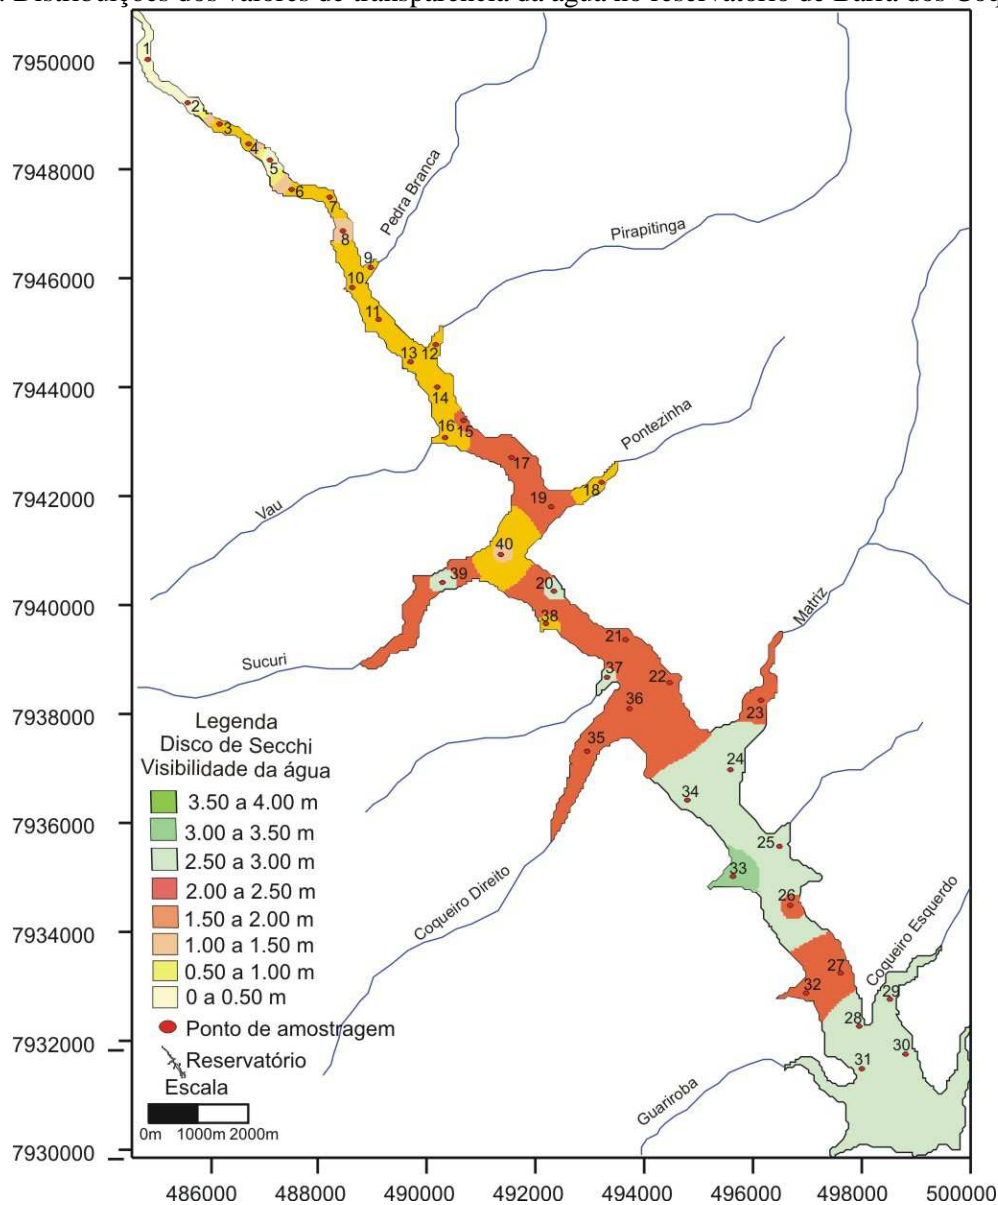 . Distribuições dos valores de transparência da água no reservatório de Barra dos Coq
7950000
7948000
7946000
7944000
7942000
7940000
7938000
7936000
7934000
7932000
7930000
1
2
3
4
5
6
7
8
9
10
11
12
13
14
15
16
17
18
19
40
39
20
38
21
37
22
36
23
35
24
34
25
33
26
27
32
28
29
30
31
Pedra Branca
Pirapitinga
Pontezinha
Vau
Sucuri
Matriz
Coqueiro Direito
Coqueiro Esquerdo
Guariroba
Legenda
Disco de Secchi
Visibilidade da água
3.50 a 4.00 m
3.00 a 3.50 m
2.50 a 3.00 m
2.00 a 2.50 m
1.50 a 2.00 m
1.00 a 1.50 m
0.50 a 1.00 m
0 a 0.50 m
Ponto de amostragem
Reservatório
Escala
0m 1000m 2000m
486000 488000 490000 492000 494000 496000 498000 500000